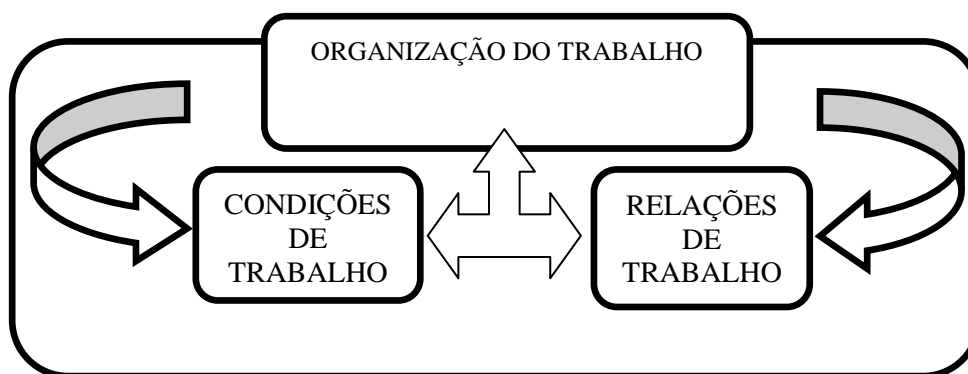 ORGANIZAÇÃO DO TRABALHO
CONDIÇÕES
DE
TRABALHO
RELAÇÕES
DE
TRABALHO